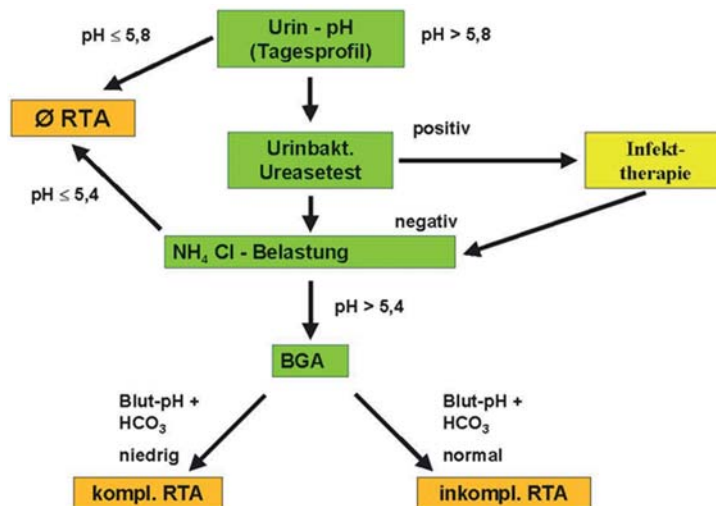 Urin - pH
(Tagesprofil)
pH ≤ 5,8
pH > 5,8
Ø RTA
Urinbakt.
Ureasetest
positiv
Infekt-
therapie
pH ≤ 5,4
negativ
NH₄ Cl - Belastung
pH > 5,4
BGA
Blut-pH +
HCO₃
niedrig
Blut-pH +
HCO₃
normal
kompl. RTA
inkompl. RTA